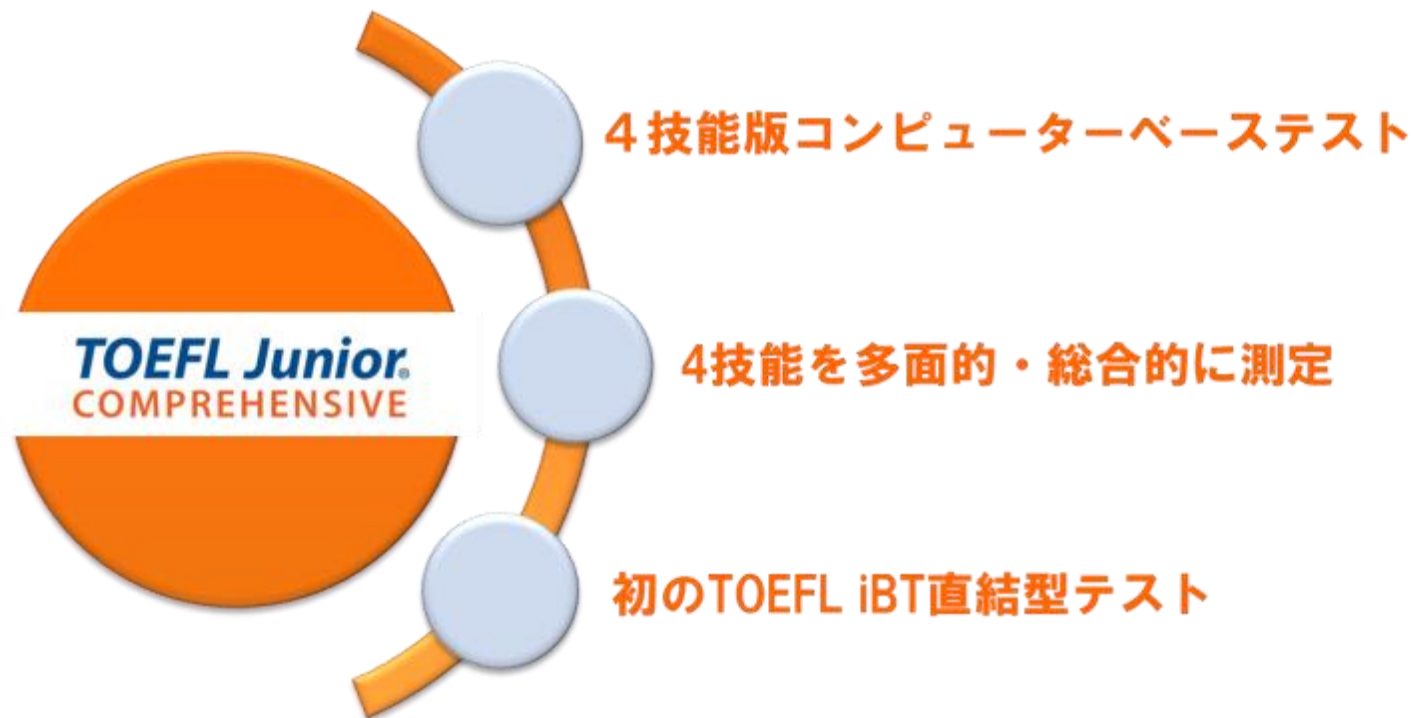 ４技能版コンピューターベーステスト
TOEFL Junior®
COMPREHENSIVE
4技能を多面的・総合的に測定
初のTOEFL iBT直結型テスト